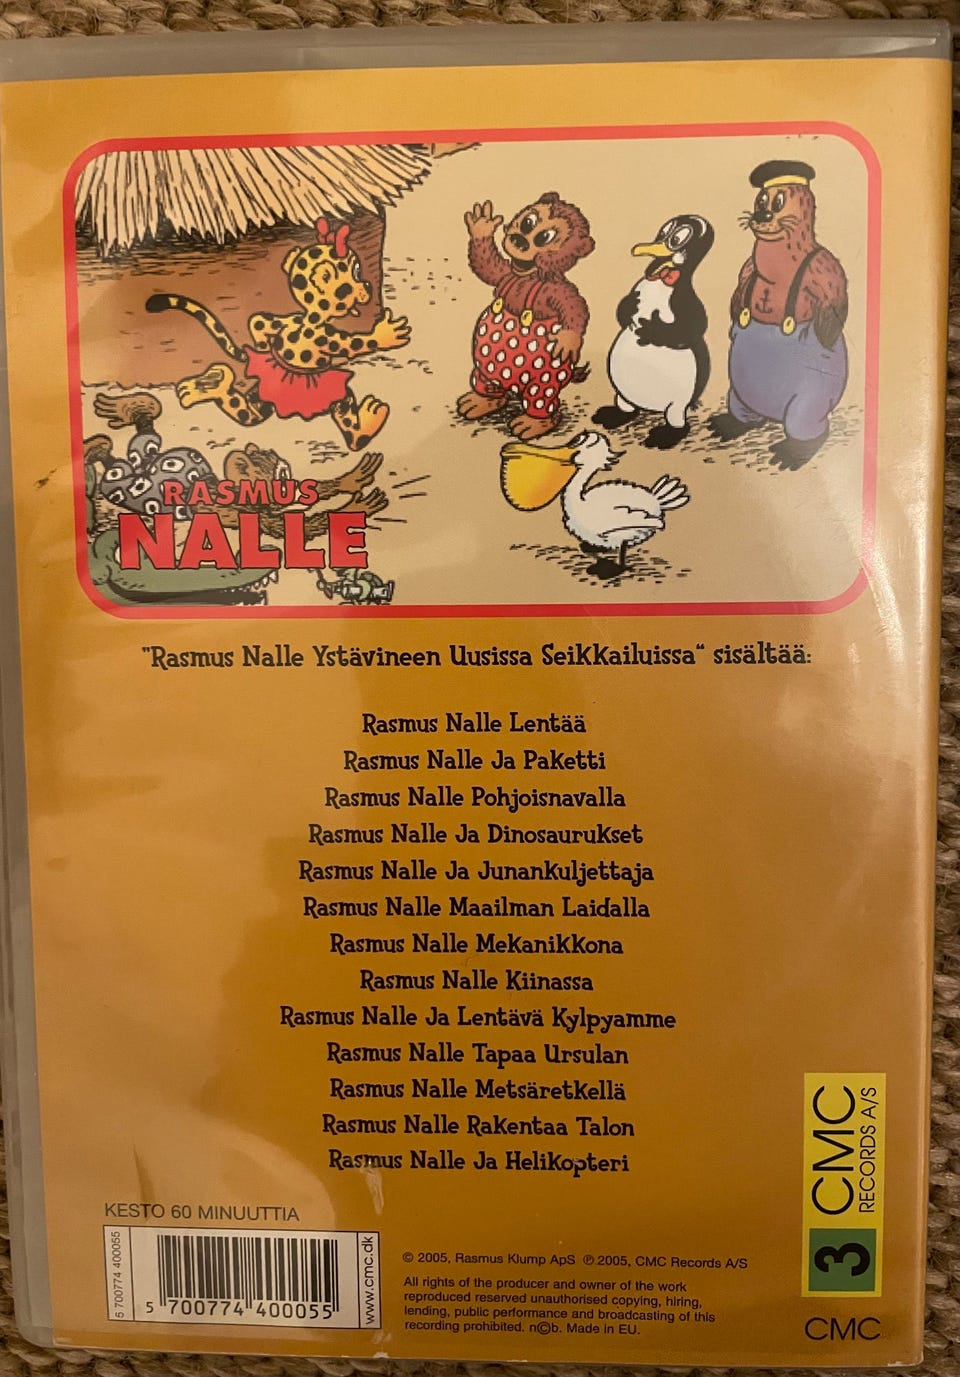 RASMUS
NALLE
"Rasmus Nalle Ystävineen Uusissa Seikkailuissa" sisältää:
Rasmus Nalle Lentää
Rasmus Nalle Ja Paketti
Rasmus Nalle Pohjoisnavalla
Rasmus Nalle Ja Dinosaurukset
Rasmus Nalle Ja Junankuljettaja
Rasmus Nalle Maailman Laidalla
Rasmus Nalle Mekanikkona
Rasmus Nalle Kiinassa
Rasmus Nalle Ja Lentävä Kylpyamme
Rasmus Nalle Tapaa Ursulan
Rasmus Nalle Metsäretkellä
Rasmus Nalle Rakentaa Talon
Rasmus Nalle Ja Helikopteri
KESTO 60 MINUUTTIA
5 700774 400055
5 700774 400055
www.cmc.dk
© 2005, Rasmus Klump ApS ℗ 2005, CMC Records A/S
All rights of the producer and owner of the work
reproduced reserved unauthorised copying, hiring,
lending, public performance and broadcasting of this
recording prohibited. n©b. Made in EU.
3 CMC
RECORDS A/S
CMC